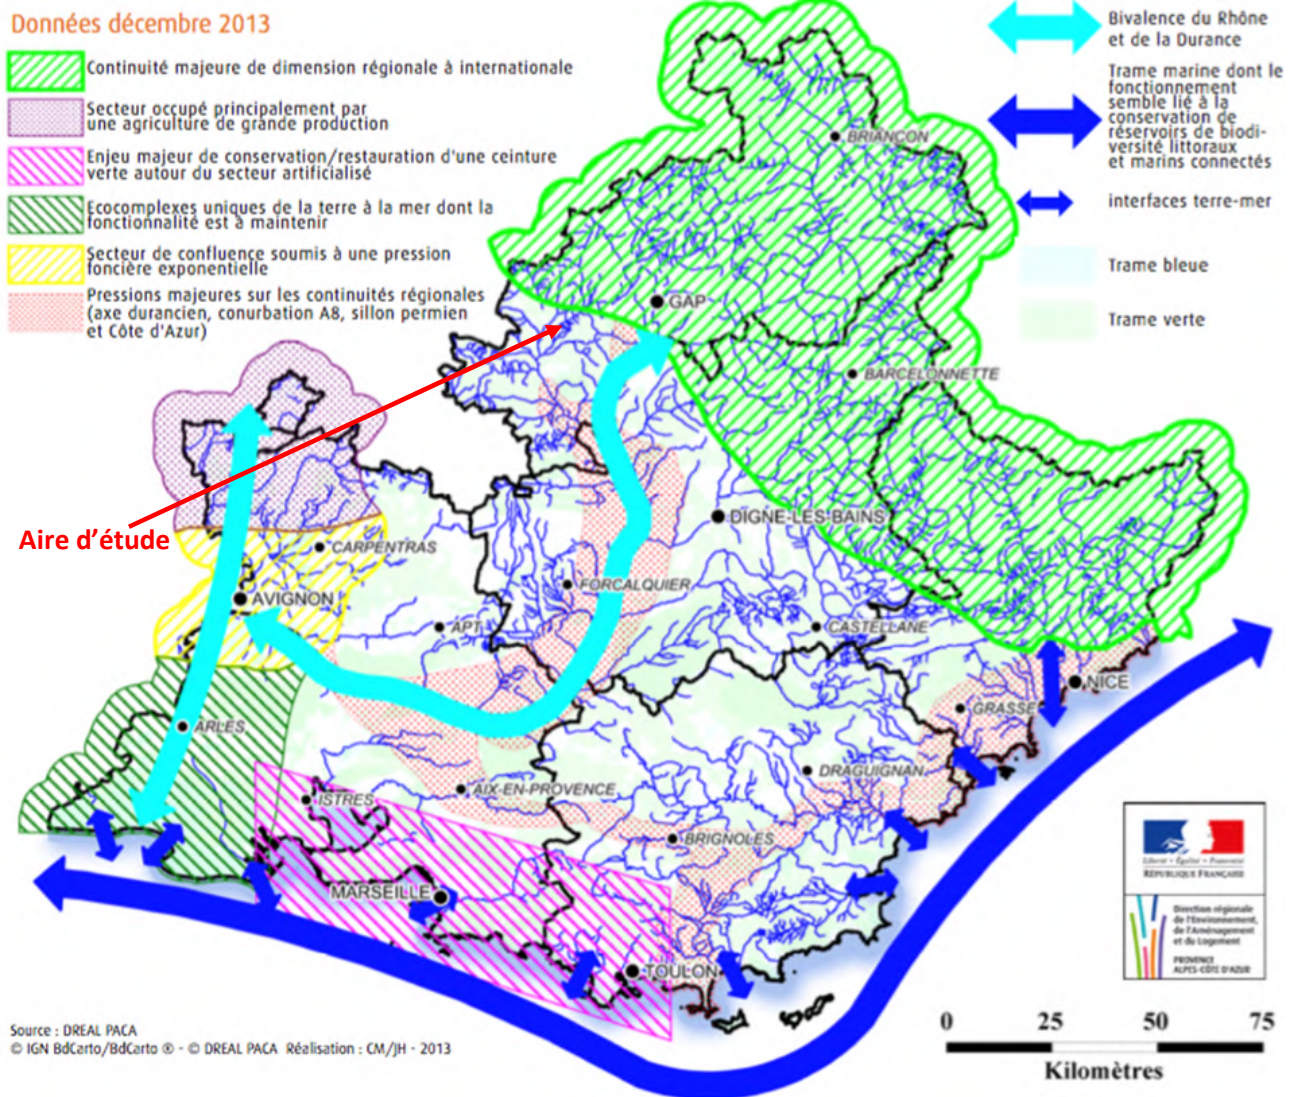 Données décembre 2013
Continuité majeure de dimension régionale à internationale
Secteur occupé principalement par
une agriculture de grande production
Enjeu majeur de conservation/restauration d'une ceinture
verte autour du secteur artificialisé
Ecocomplexes uniques de la terre à la mer dont la
fonctionnalité est à maintenir
Secteur de confluence soumis à une pression
foncière exponentielle
Pressions majeures sur les continuités régionales
(axe durancien, conurbation A8, sillon permien
et Côte d'Azur)
Bivalence du Rhône
et de la Durance
Trame marine dont le
fonctionnement
semble lié à la
conservation de
réservoirs de biodi-
versité littoraux
et marins connectés
interfaces terre-mer
Trame bleue
Trame verte
BRIANÇON
GAP
BARCELONNETTE
Aire d'étude
DIGNE-LES-BAINS
CARPENTRAS
FORCALQUIER
AVIGNON
APT
CASTELLANE
NICE
GRASSE
ARLES
DRAGUIGNAN
ISTRES
AIX-EN-PROVENCE
BRIGNOLES
MARSEILLE
TOULON
Liberté • Égalité • Fraternité
RÉPUBLIQUE FRANÇAISE
Direction régionale
de l'Environnement,
de l'Aménagement
et du Logement
PROVENCE
ALPES-CÔTE D'AZUR
Source : DREAL PACA
© IGN BdCarto/BdCarto ® - © DREAL PACA Réalisation : CM/JH - 2013
0 25 50 75
Kilomètres